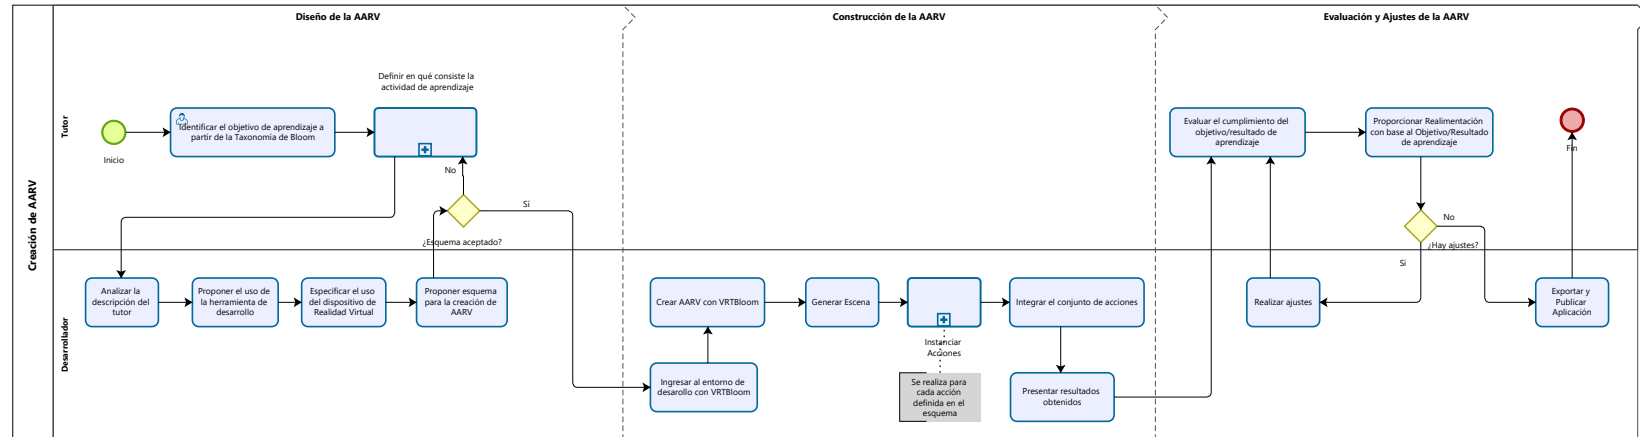 Creación de AARV
Diseño de la AARV
Construcción de la AARV
Evaluación y Ajustes de la AARV
Tutor
Inicio
Identificar el objetivo de aprendizaje a
partir de la Taxonomía de Bloom
Definir en qué consiste la
actividad de aprendizaje
No
Sí
¿Esquema aceptado?
Evaluar el cumplimiento del
objetivo/resultado de
aprendizaje
Proporcionar Realimentación
con base al Objetivo/Resultado
de aprendizaje
Fin
No
¿Hay ajustes?
Si
Desarrollador
Analizar la
descripción del
tutor
Proponer el uso de
la herramienta de
desarrollo
Especificar el uso
del dispositivo de
Realidad Virtual
Proponer esquema
para la creación de
AARV
Crear AARV con VRTBloom
Generar Escena
Instanciar
Acciones
Integrar el conjunto de acciones
Ingresar al entorno de
desarollo con VRTBloom
Se realiza para
cada acción
definida en el
esquema
Presentar resultados
obtenidos
Realizar ajustes
Exportar y
Publicar
Aplicación